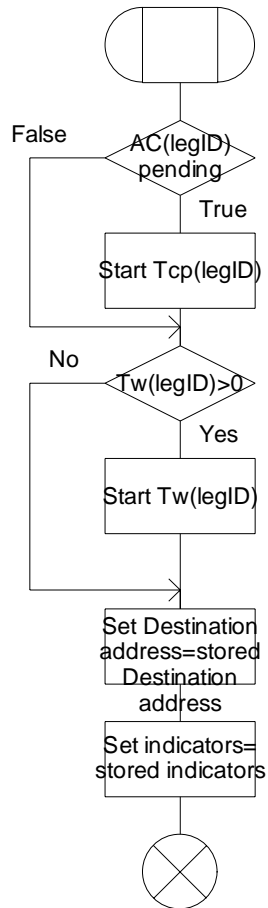 False
AC(legID)
pending
True
Start Tcp(legID)
No
Tw(legID)>0
Yes
Start Tw(legID)
Set Destination
address=stored
Destination
address
Set indicators=
stored indicators